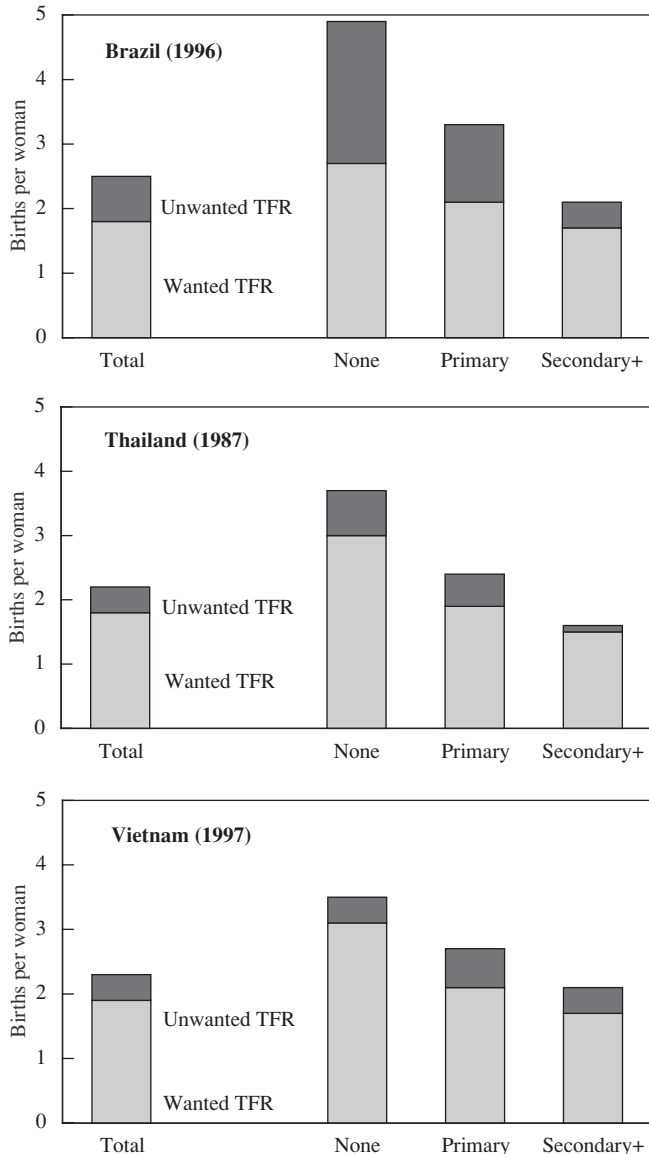 5
Brazil (1996)
4
3
2
1
0
Births per woman
Unwanted TFR
Wanted TFR
Total None Primary Secondary+
5
Thailand (1987)
4
3
2
1
0
Births per woman
Unwanted TFR
Wanted TFR
Total None Primary Secondary+
5
Vietnam (1997)
4
3
2
1
0
Births per woman
Unwanted TFR
Wanted TFR
Total None Primary Secondary+